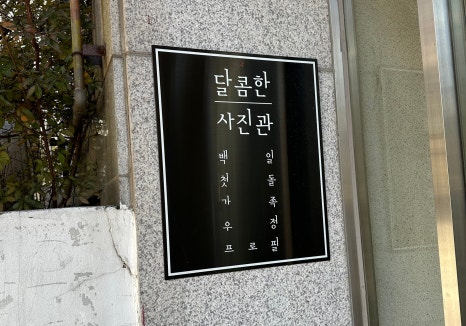 달콤한
사진관
백 일
첫 돌
가 족
우 정
프 로 필